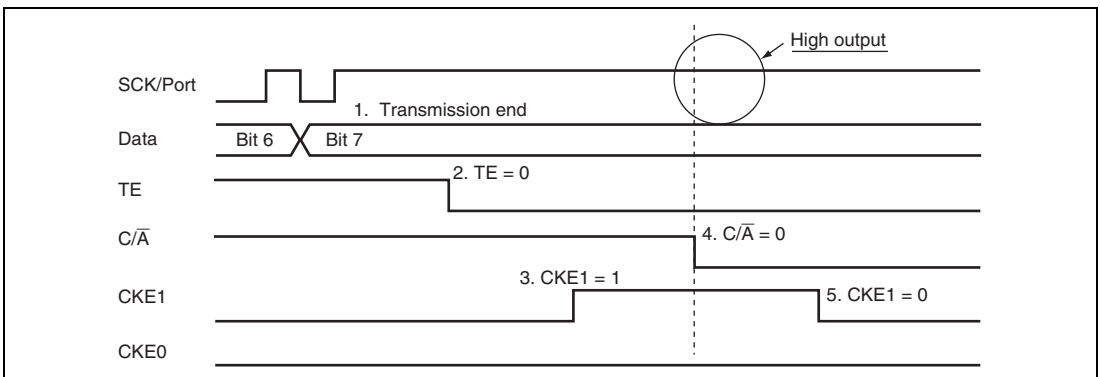 High output
SCK/Port
1. Transmission end
Data
Bit 6
Bit 7
2. TE = 0
TE
C/A̅
4. C/A̅ = 0
3. CKE1 = 1
CKE1
5. CKE1 = 0
CKE0